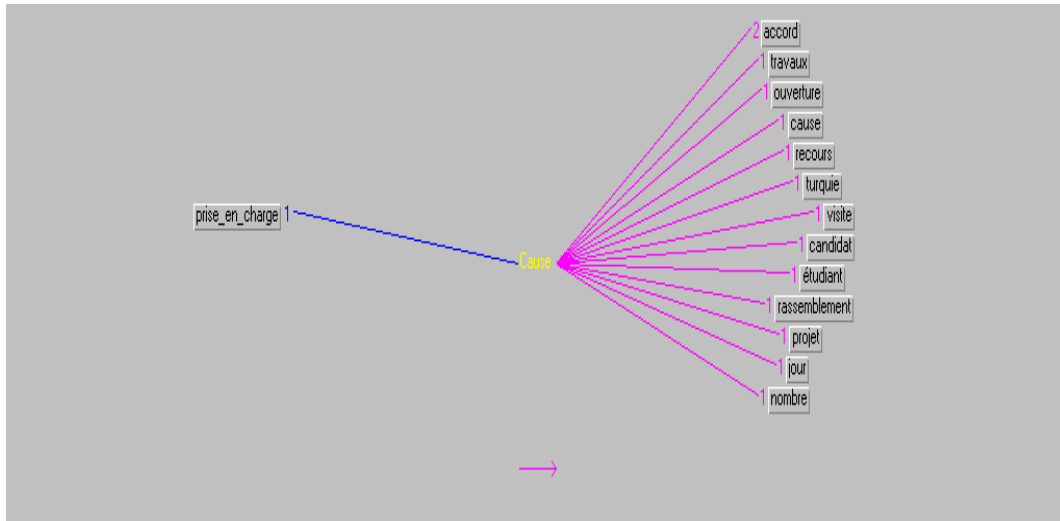 2 accord
1 travaux
1 ouverture
1 cause
1 recours
1 turquie
prise_en_charge 1
1 visite
1 candidat
Cause
1 étudiant
1 rassemblement
1 projet
1 jour
1 nombre